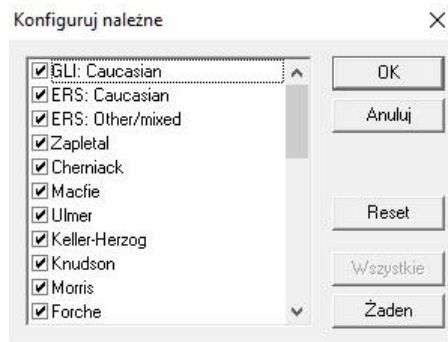 Konfiguruj należne
GLI: Caucasian
ERS: Caucasian
ERS: Other/mixed
Zapletal
Cherniack
Macfie
Ulmer
Keller-Herzog
Knudson
Morris
Forche
OK
Anuluj
Reset
Wszystkie
Żaden